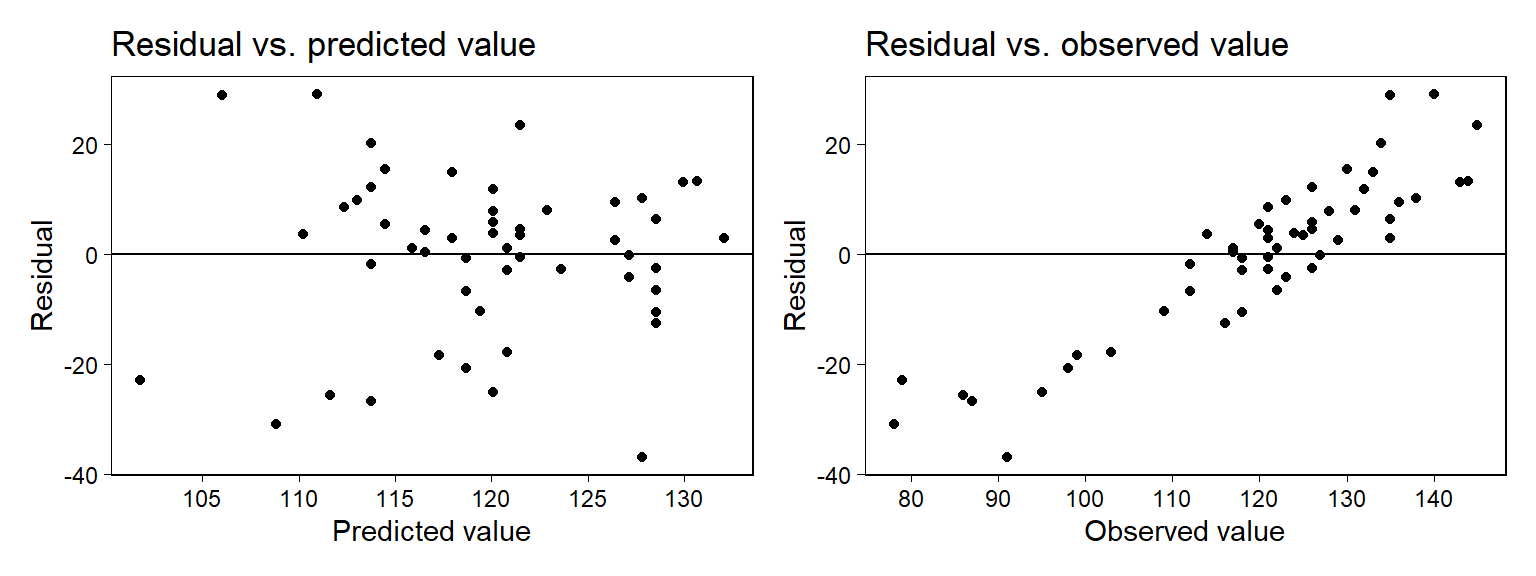 Residual vs. predicted value
Residual
20
0
-20
-40
105 110 115 120 125 130
Predicted value
Residual vs. observed value
Residual
20
0
-20
-40
80 90 100 110 120 130 140
Observed value